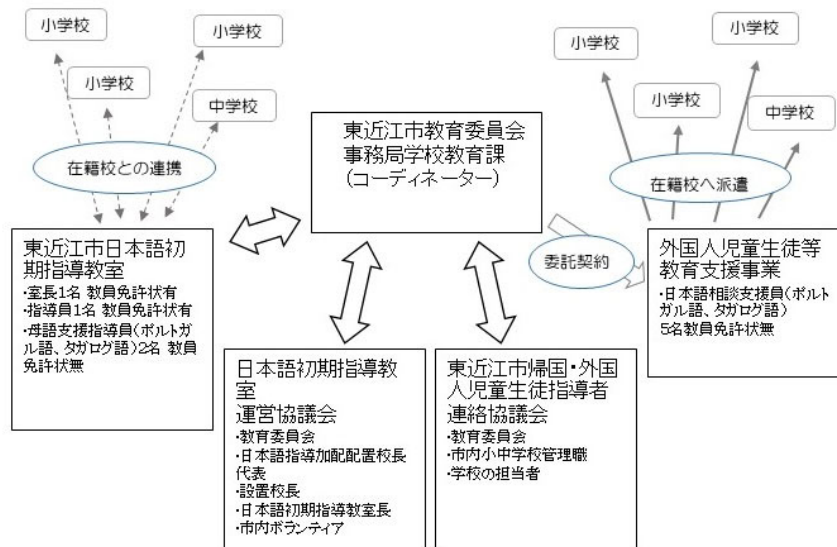 小学校
小学校
小学校
中学校
在籍校との連携
東近江市教育委員会
事務局学校教育課
(コーディネーター)
小学校
小学校
小学校
中学校
在籍校へ派遣
東近江市日本語初
期指導教室
・室長1名 教員免許状有
・指導員1名 教員免許状有
・母語支援指導員(ポルト
ガル語、タガログ語)2名 教員
免許状無
委託契約
外国人児童生徒等
教育支援事業
・日本語相談支援員(ポルト
ガル語、タガログ語)
5名教員免許状無
日本語初期指導教
室
運営協議会
・教育委員会
・日本語指導加配配置校長
代表
・設置校長
・日本語初期指導教室長
・市内ボランティア
東近江市帰国・外国
人児童生徒指導者
連絡協議会
・教育委員会
・市内小中学校管理職
・学校の担当者